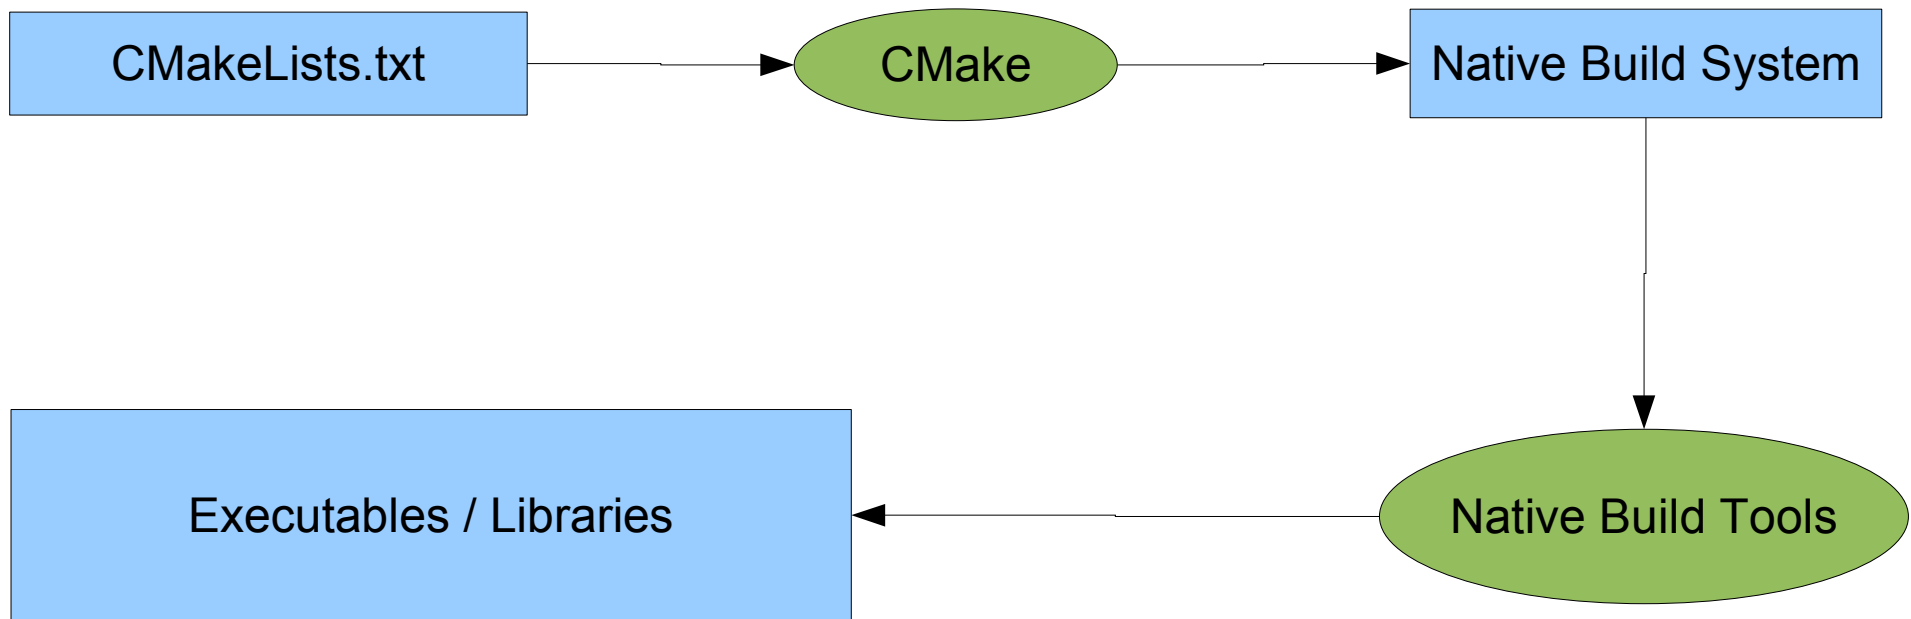 CMakeLists.txt
CMake
Native Build System
Executables / Libraries
Native Build Tools